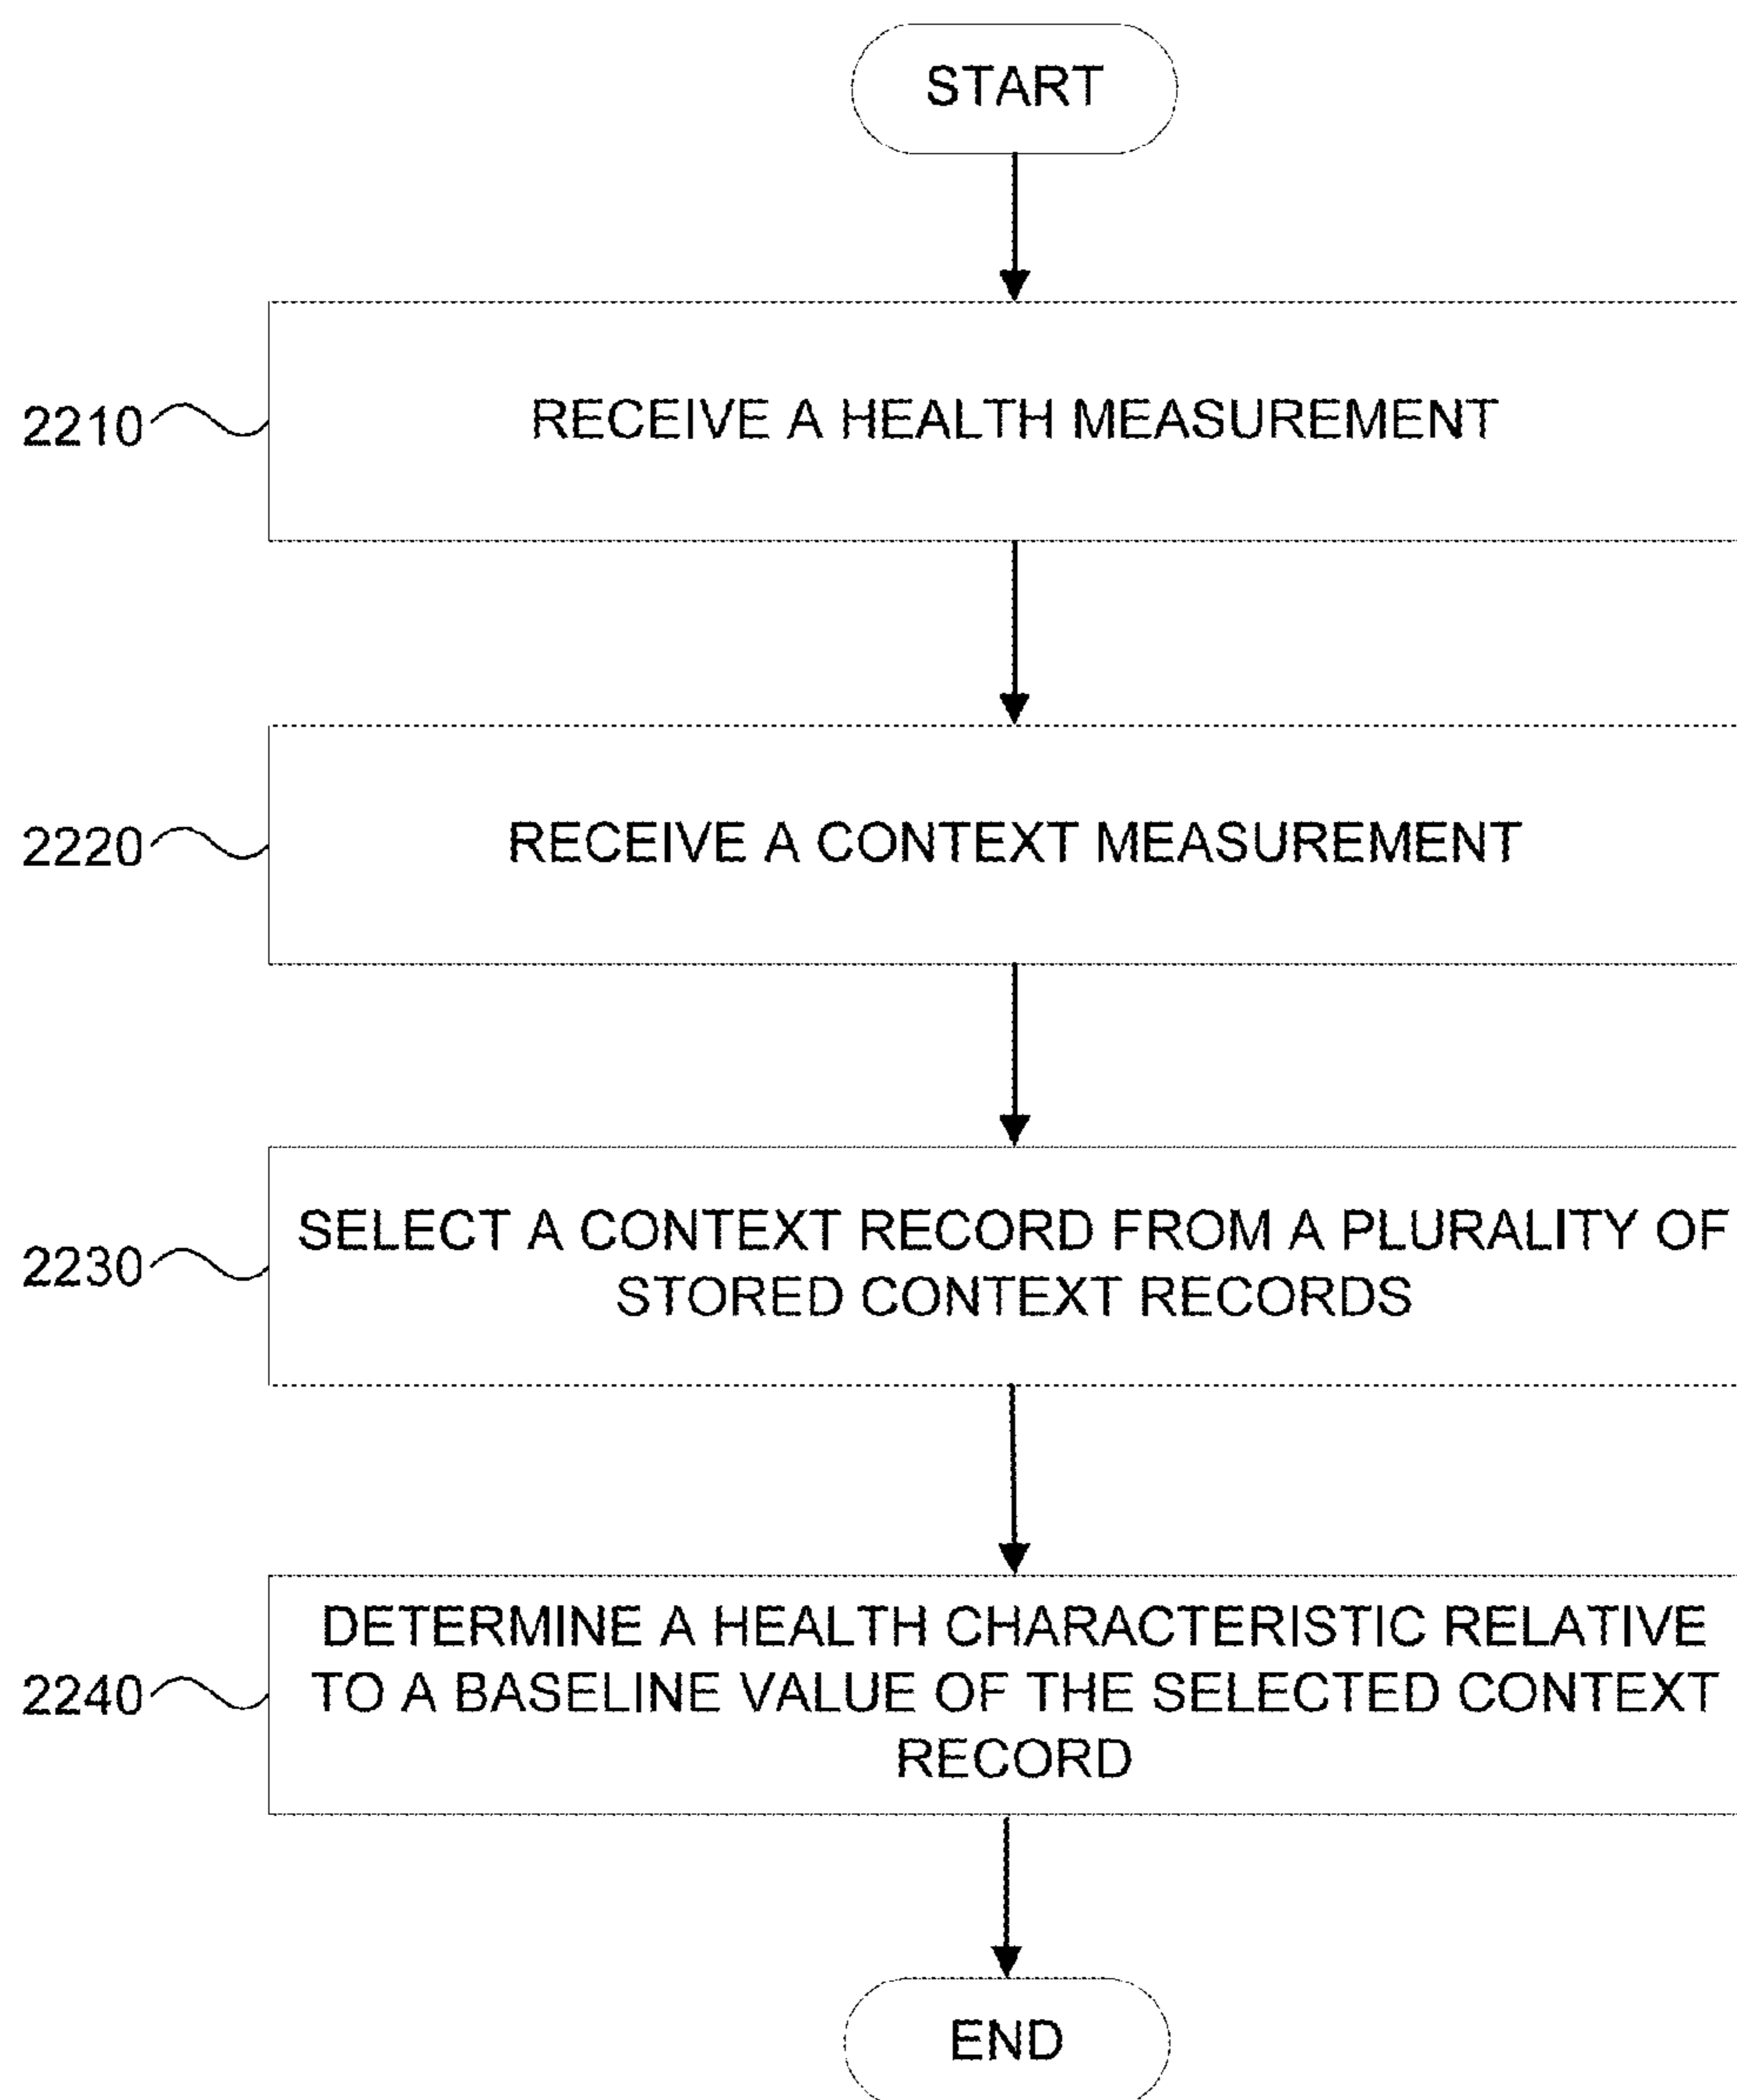 START
2210
RECEIVE A HEALTH MEASUREMENT
2220
RECEIVE A CONTEXT MEASUREMENT
2230
SELECT A CONTEXT RECORD FROM A PLURALITY OF
STORED CONTEXT RECORDS
2240
DETERMINE A HEALTH CHARACTERISTIC RELATIVE
TO A BASELINE VALUE OF THE SELECTED CONTEXT
RECORD
END